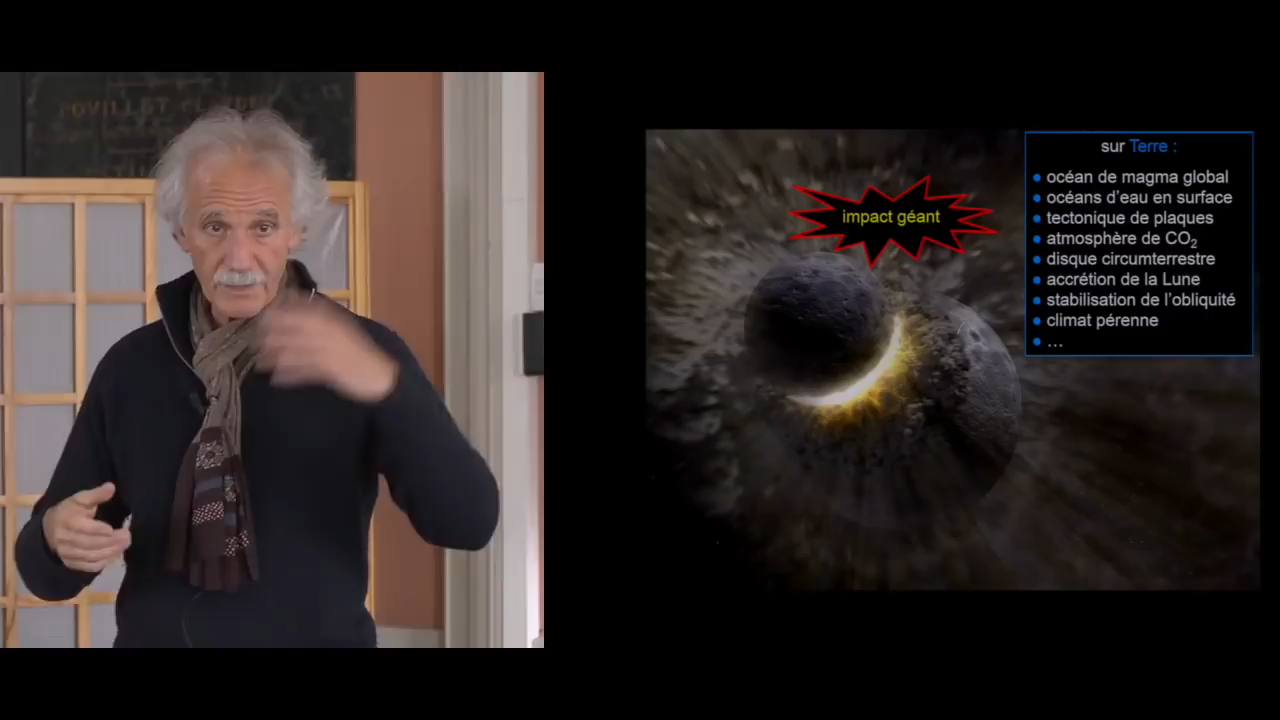 impact géant
sur Terre :
océan de magma global
océans d'eau en surface
tectonique de plaques
atmosphère de CO₂
disque circumterrestre
accrétion de la Lune
stabilisation de l'obliquité
climat pérenne
...